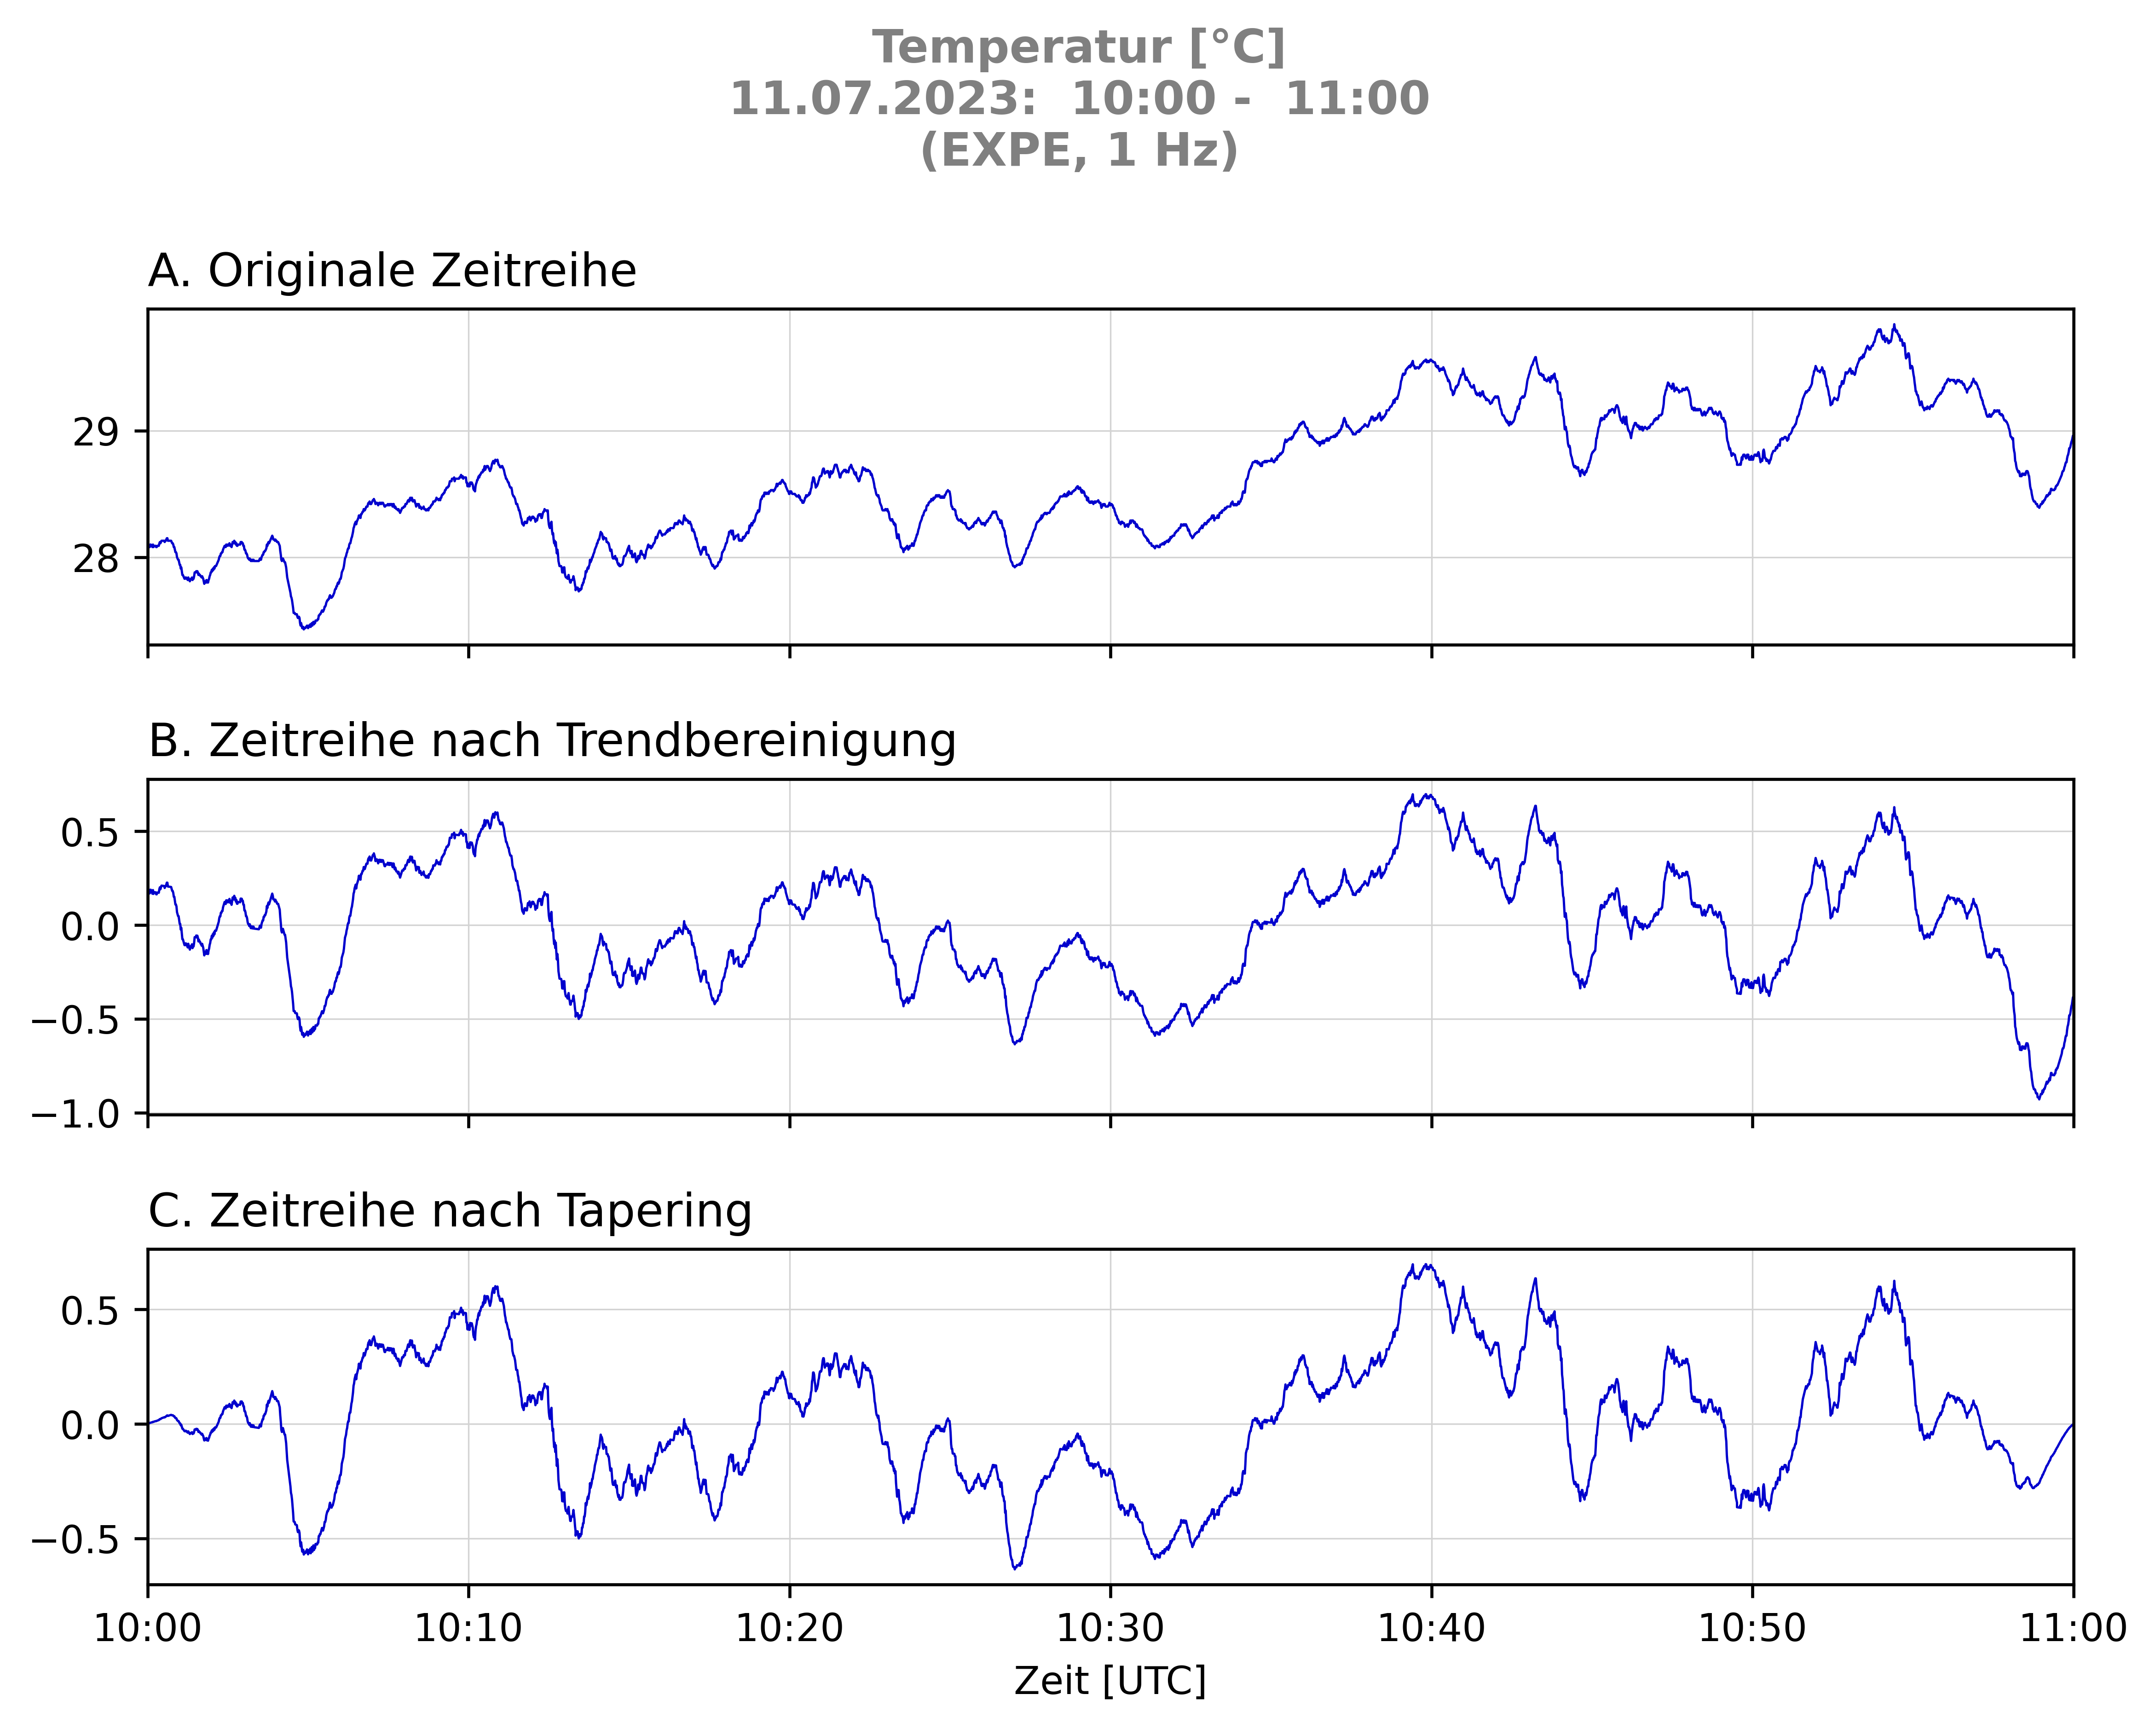 Temperatur [°C]
11.07.2023:  10:00 -  11:00
(EXPE, 1 Hz)
A. Originale Zeitreihe
29
28
B. Zeitreihe nach Trendbereinigung
0.5
0.0
−0.5
−1.0
C. Zeitreihe nach Tapering
0.5
0.0
−0.5
10:00 10:10 10:20 10:30 10:40 10:50 11:00
Zeit [UTC]